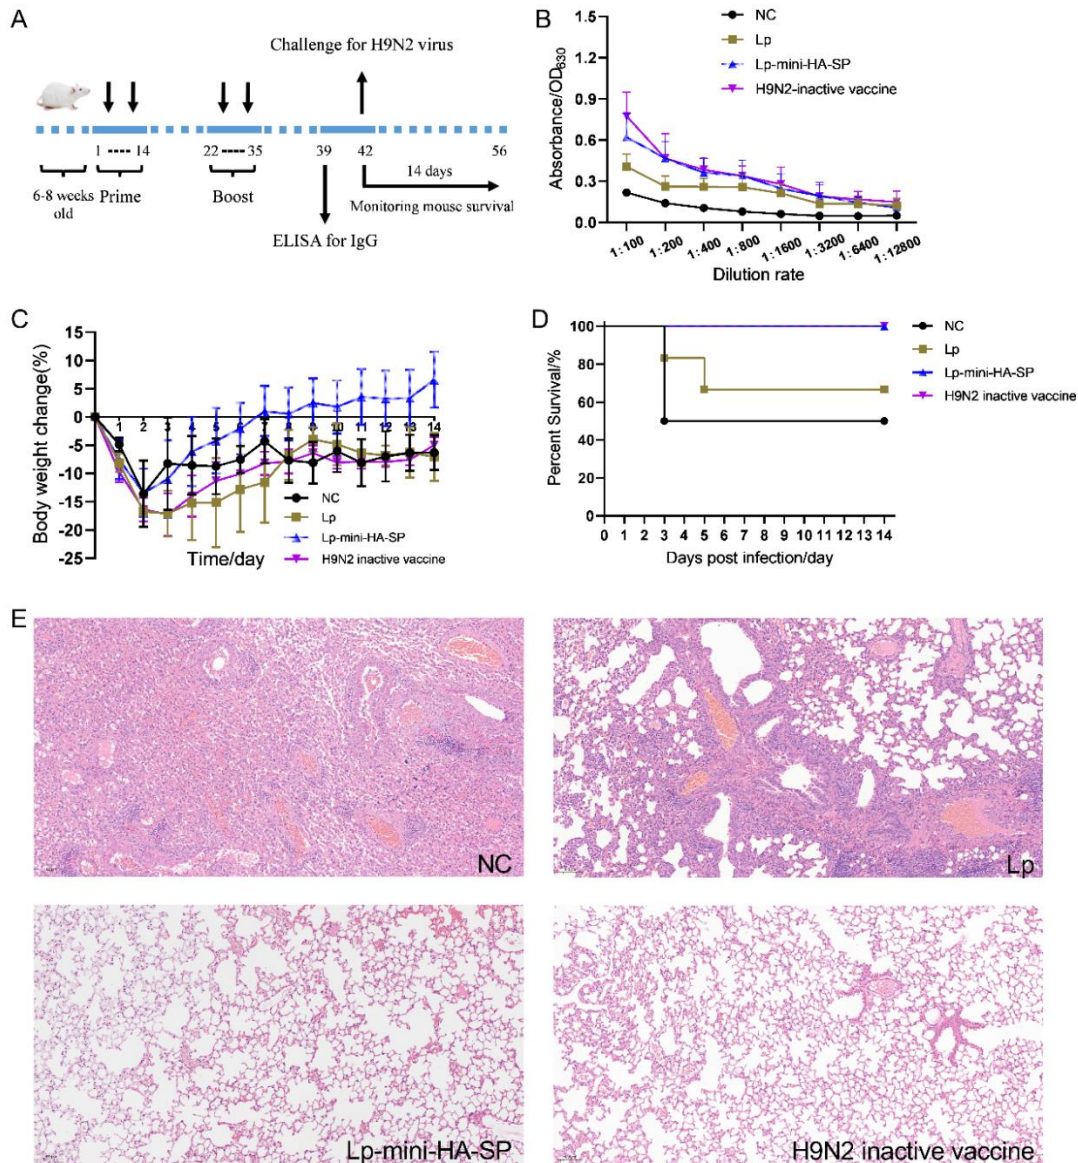 A
Challenge for H9N2 virus
1
14
22
35
39
42
56
6-8 weeks
old
Prime
Boost
14 days
Monitoring mouse survival
ELISA for IgG
B
Absorbance/OD630
1.5
1.2
0.9
0.6
0.3
0.0
NC
Lp
Lp-mini-HA-SP
H9N2-inactive vaccine
1:100
1:200
1:400
1:800
1:1600
1:3200
1:6400
1:12800
Dilution rate
C
Body weight change(%)
15
10
5
0
-5
-10
-15
-20
-25
1 2 3 4 5 6 7 8 9 10 11 12 13 14
Time/day
NC
Lp
Lp-mini-HA-SP
H9N2 inactive vaccine
D
Percent Survival/%
100
80
60
40
20
0
0 1 2 3 4 5 6 7 8 9 10 11 12 13 14
Days post infection/day
NC
Lp
Lp-mini-HA-SP
H9N2 inactive vaccine
E
NC
Lp
Lp-mini-HA-SP
H9N2 inactive vaccine